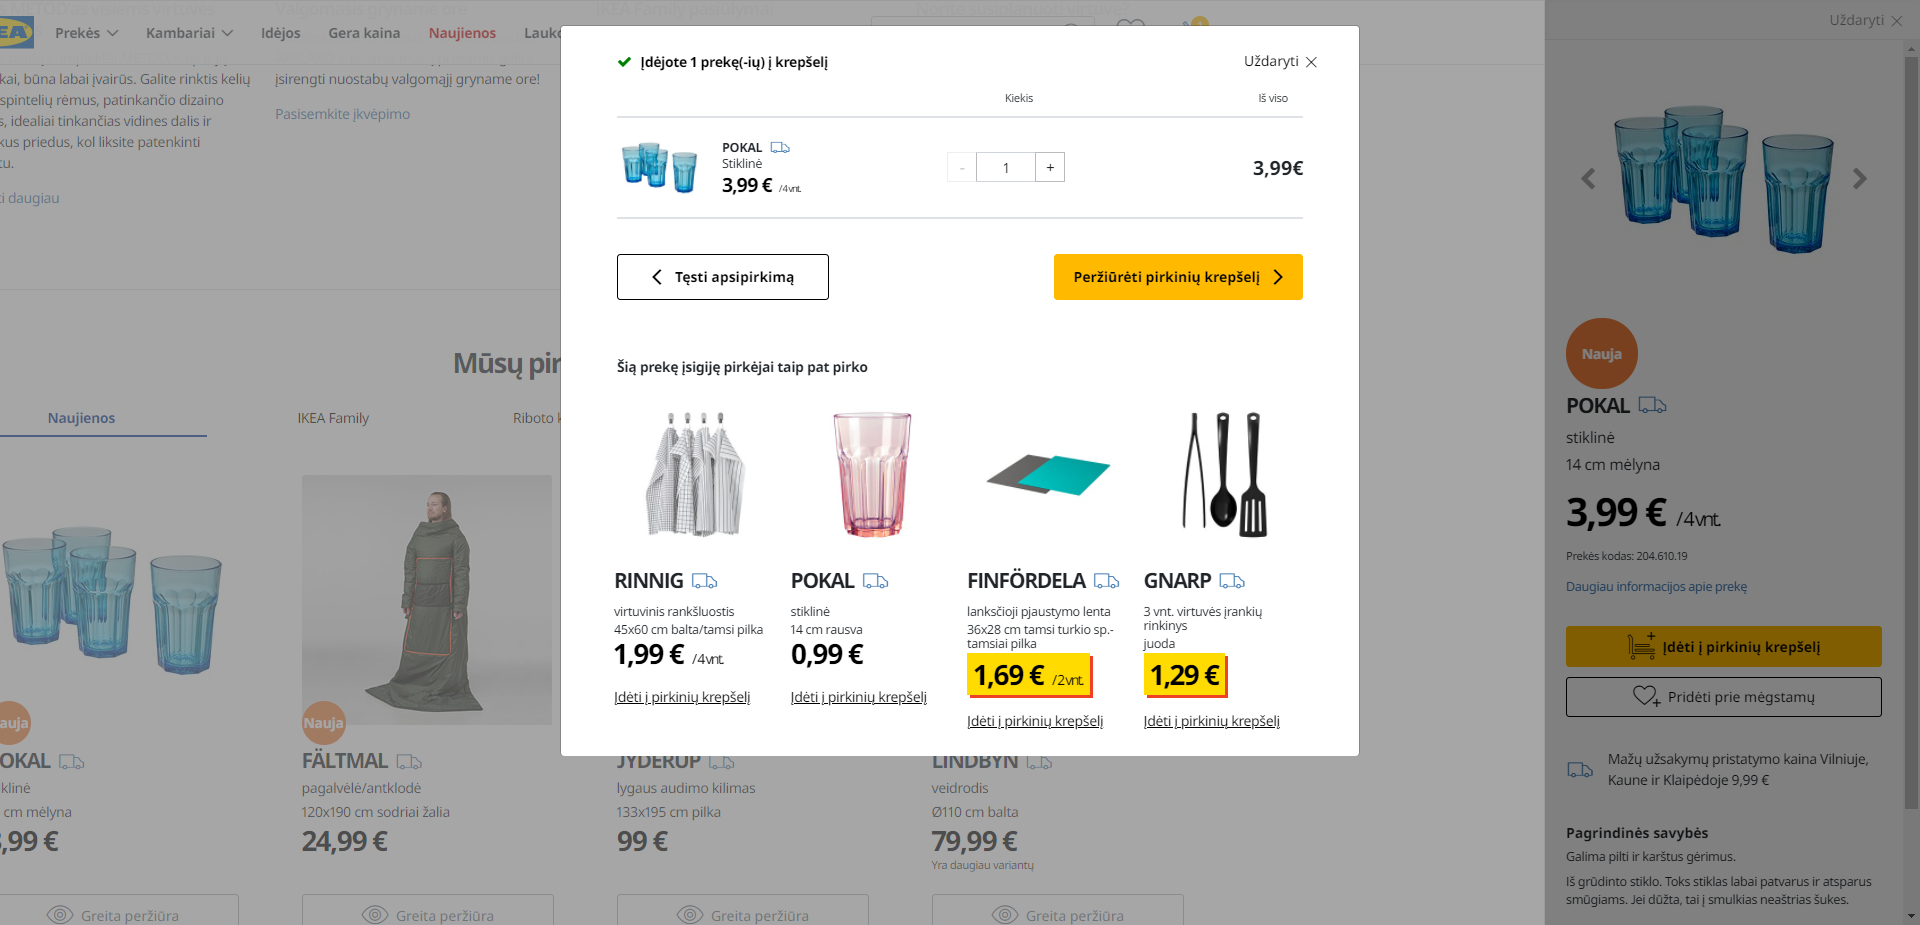 Prekės
Kambariai
Idėjos
Gera kaina
Naujienos
kai, būna labai įvairūs. Galite rinktis kelių
spintelių rėmus, patinkančio dizaino
s, idealiai tinkančias vidines dalis ir
kus priedus, kol liksite patenkinti
tu.
ti daugiau
įsirengti nuostabų valgomąjį gryname ore!
Pasisemkite įkvėpimo
Mūsų pir
Naujienos
IKEA Family
Riboto k
auja
OKAL
klinė
cm mėlyna
3,99 €
Greita peržiūra
Nauja
FÄLTMAL
pagalvėlė/antklodė
120x190 cm sodriai žalia
24,99 €
Greita peržiūra
JYDERUP
lygaus audimo kilimas
133x195 cm pilka
99 €
Greita peržiūra
LINDBYN
veidrodis
Ø110 cm balta
79,99 €
Yra daugiau variantų
Greita peržiūra
Įdėjote 1 prekę(-ių) į krepšelį
Uždaryti
Kiekis
Iš viso
POKAL
Stiklinė
3,99 € /4vnt.
- 1 +
3,99€
Tęsti apsipirkimą
Peržiūrėti pirkinių krepšelį
Šią prekę įsigiję pirkėjai taip pat pirko
RINNIG
virtuvinis rankšluostis
45x60 cm balta/tamsi pilka
1,99 € /4vnt.
Įdėti į pirkinių krepšelį
POKAL
stiklinė
14 cm rausva
0,99 €
Įdėti į pirkinių krepšelį
FINFÖRDELA
lanksčioji pjaustymo lenta
36x28 cm tamsi turkio sp.-
tamsiai pilka
1,69 € /2vnt.
Įdėti į pirkinių krepšelį
GNARP
3 vnt. virtuvės įrankių
rinkinys
juoda
1,29 €
Įdėti į pirkinių krepšelį
Uždaryti
Nauja
POKAL
stiklinė
14 cm mėlyna
3,99 € /4vnt.
Prekės kodas: 204.610.19
Daugiau informacijos apie prekę
Įdėti į pirkinių krepšelį
Pridėti prie mėgstamų
Mažų užsakymų pristatymo kaina Vilniuje,
Kaune ir Klaipėdoje 9,99 €
Pagrindinės savybės
Galima pilti ir karštus gėrimus.
Iš grūdinto stiklo. Toks stiklas labai patvarus ir atsparus
smūgiams. Jei dūžta, tai į smulkias neaštrias šukes.